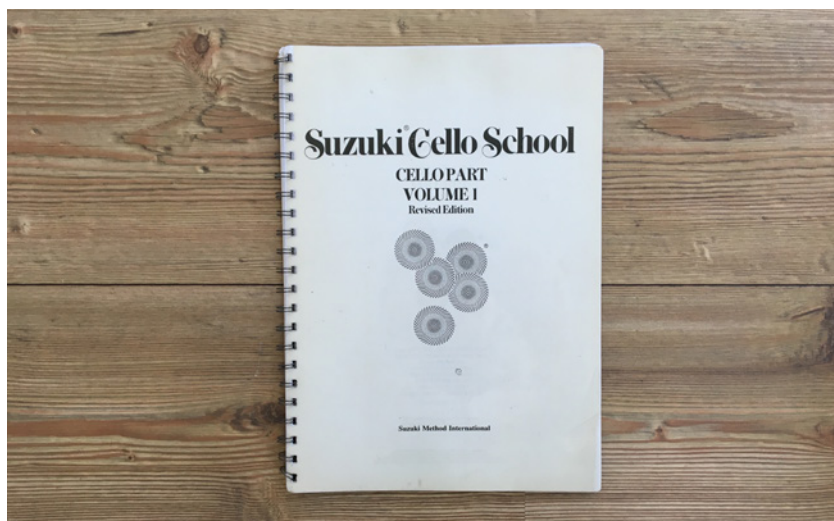 Suzuki® Cello School
CELLO PART
VOLUME 1
Revised Edition
®
Suzuki Method International